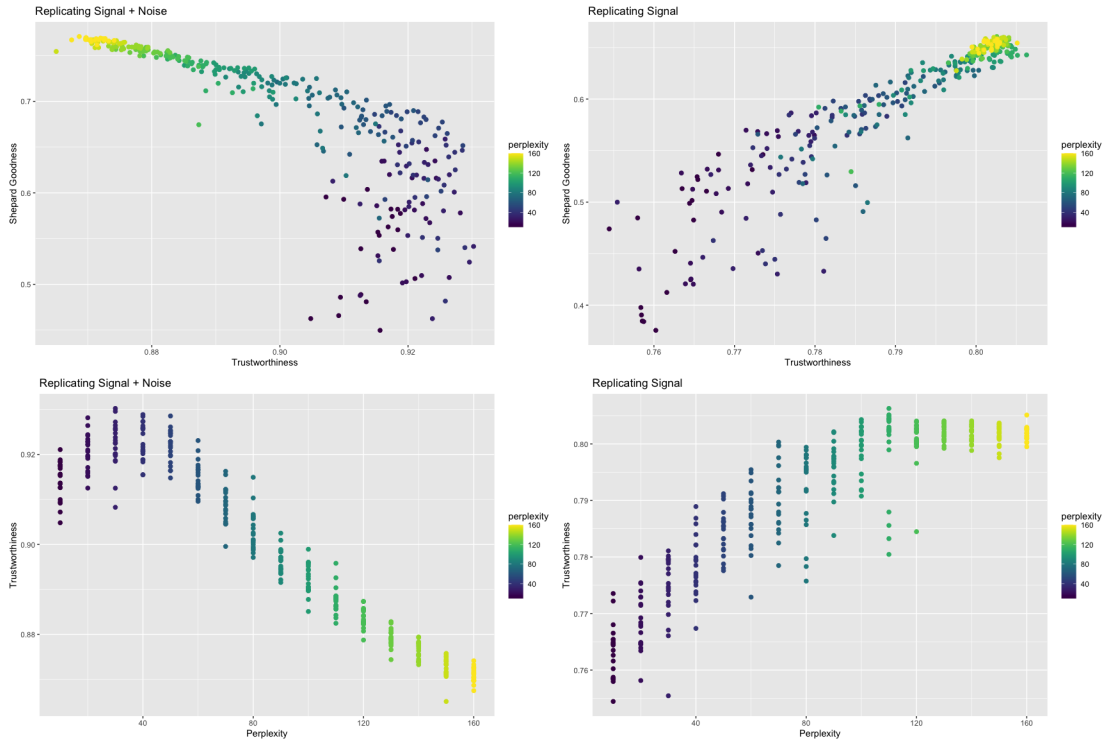 Replicating Signal + Noise
Shepard Goodness
0.7
0.6
0.5
0.88
0.90
0.92
Trustworthiness
perplexity
160
120
80
40
Replicating Signal
Shepard Goodness
0.6
0.5
0.4
0.76
0.77
0.78
0.79
0.80
Trustworthiness
perplexity
160
120
80
40
Replicating Signal + Noise
Trustworthiness
0.92
0.90
0.88
40
80
120
160
Perplexity
perplexity
160
120
80
40
Replicating Signal
Trustworthiness
0.80
0.79
0.78
0.77
0.76
40
80
120
160
Perplexity
perplexity
160
120
80
40